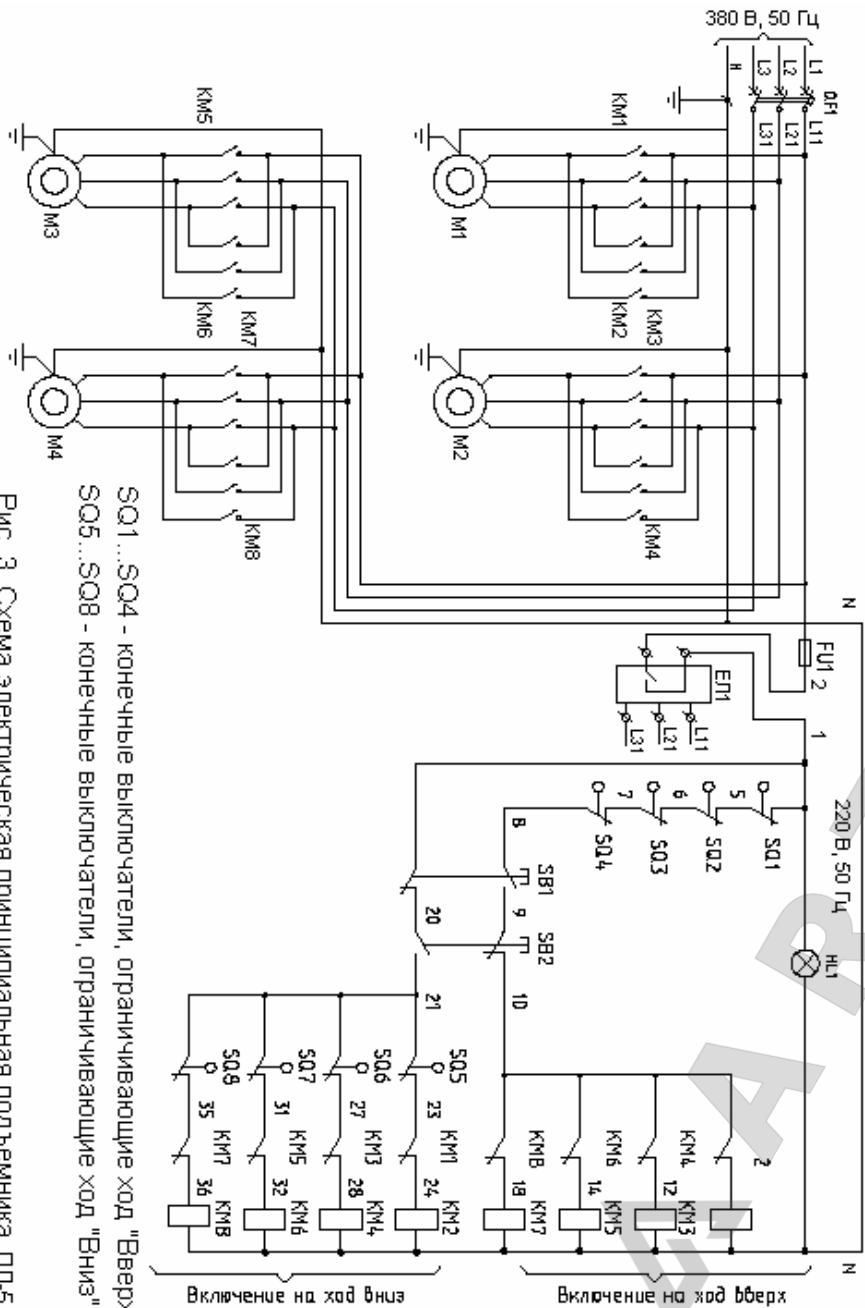 380 В, 50 Гц
L1
L2
L3
N
QF1
L11
L21
L31
KM1
M1
KM2
KM3
M2
KM4
KM5
M3
KM6
KM7
M4
KM8
N
FU1
2
1
ЕЛ1
L11
L21
L31
220 В, 50 Гц
HL1
SQ1
5
SQ2
6
SQ3
7
SQ4
8
SB1
9
SB2
10
20
21
KM4
12
KM3
KM6
14
KM5
KM8
18
KM7
SQ5
23
KM1
24
KM2
SQ6
27
KM3
28
KM4
SQ7
31
KM5
32
KM6
SQ8
35
KM7
36
KM8
N
Включение на ход вверх
Включение на ход вниз
SQ1...SQ4 - конечные выключатели, ограничивающие ход "Вверх
SQ5...SQ8 - конечные выключатели, ограничивающие ход "Вниз"
Рис. 3. Схема электрическая принципиальная подъемника ПП-5